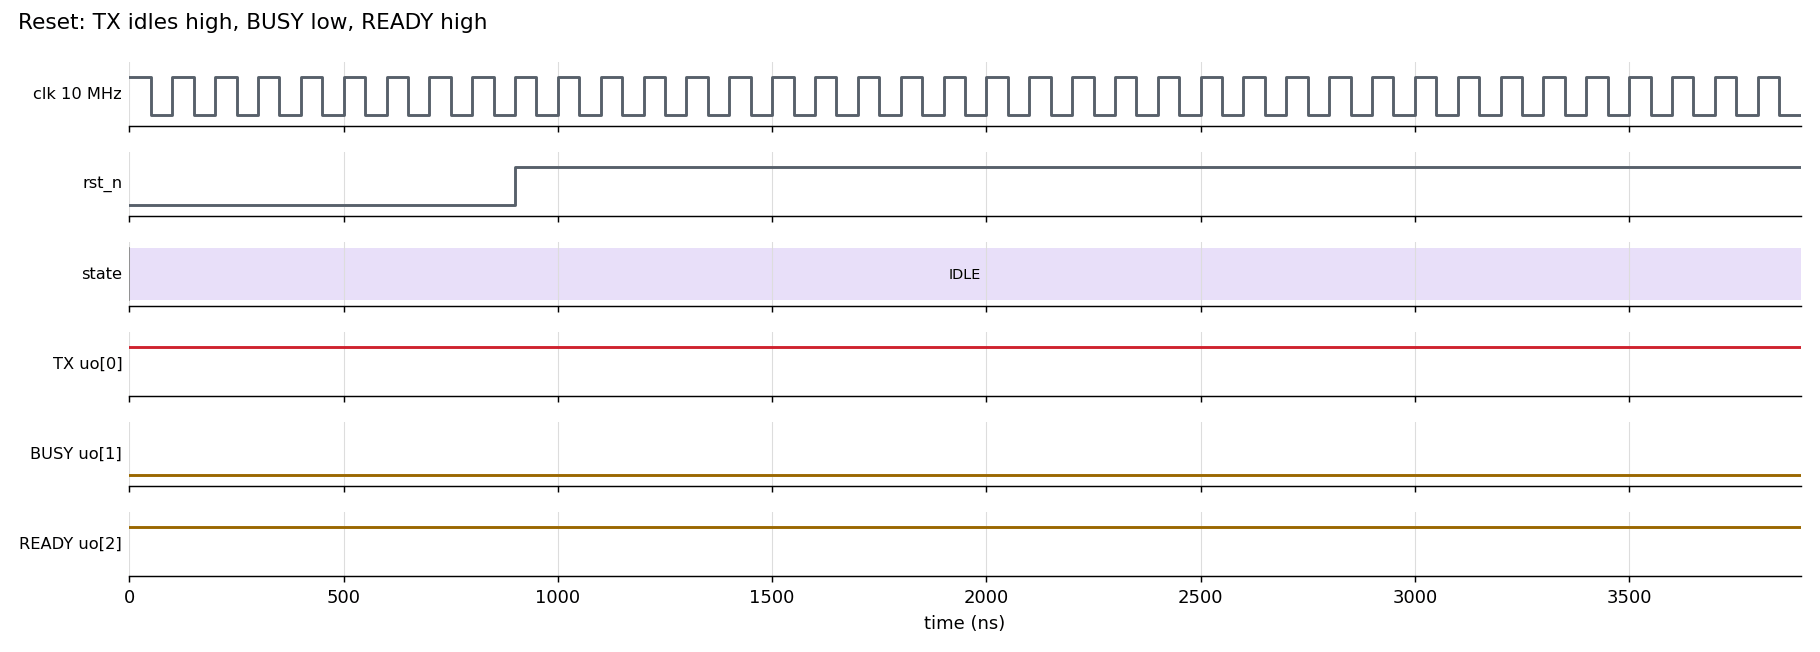 Reset: TX idles high, BUSY low, READY high
clk 10 MHz
rst_n
state
IDLE
TX uo[0]
BUSY uo[1]
READY uo[2]
0 500 1000 1500 2000 2500 3000 3500
time (ns)